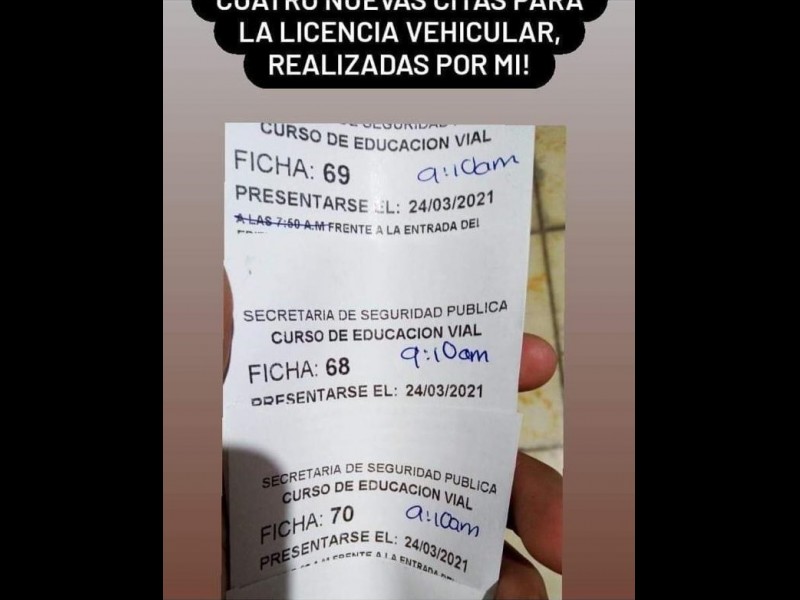 CUATRO NUEVAS CITAS PARA
LA LICENCIA VEHICULAR,
REALIZADAS POR MI!
DE SEGURIDAD
CURSO DE EDUCACION VIAL
FICHA: 69 9:10am
PRESENTARSE EL: 24/03/2021
A LAS 7:50 A.M FRENTE A LA ENTRADA DEL
SECRETARIA DE SEGURIDAD PUBLICA
CURSO DE EDUCACION VIAL
FICHA: 68 9:10am
PRESENTARSE EL: 24/03/2021
SECRETARIA DE SEGURIDAD PUBLICA
CURSO DE EDUCACION VIAL
FICHA: 70 9:10am
PRESENTARSE EL: 24/03/2021
A.M FRENTE A LA ENTRADA DEL